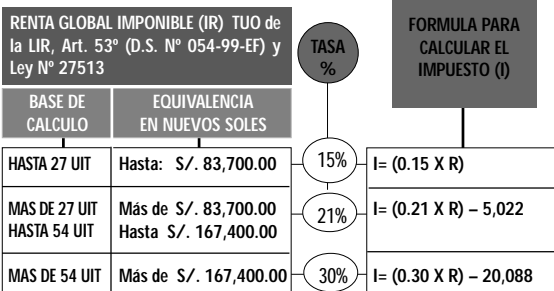 RENTA GLOBAL IMPONIBLE (IR) TUO de
la LIR, Art. 53º (D.S. Nº 054-99-EF) y
Ley Nº 27513
TASA
%
FORMULA PARA
CALCULAR EL
IMPUESTO (I)
BASE DE
CALCULO
EQUIVALENCIA
EN NUEVOS SOLES
HASTA 27 UIT
Hasta: S/. 83,700.00
15%
I= (0.15 X R)
MAS DE 27 UIT
HASTA 54 UIT
Más de S/. 83,700.00
Hasta S/. 167,400.00
21%
I= (0.21 X R) – 5,022
MAS DE 54 UIT
Más de S/. 167,400.00
30%
I= (0.30 X R) – 20,088